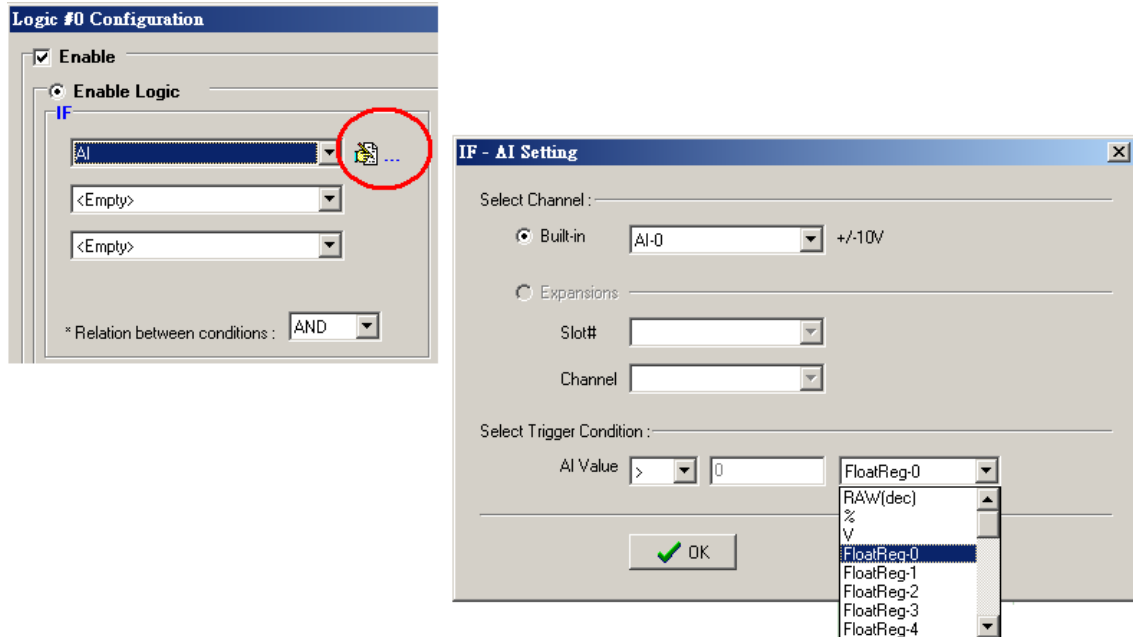 Logic #0 Configuration
Enable
Enable Logic
IF
AI
...
<Empty>
<Empty>
* Relation between conditions : AND
IF - AI Setting
Select Channel :
Built-in AI-0 +/-10V
Expansions
Slot#
Channel
Select Trigger Condition :
AI Value > 0 FloatReg-0
RAW(dec)
%
V
FloatReg-0
FloatReg-1
FloatReg-2
FloatReg-3
FloatReg-4
OK